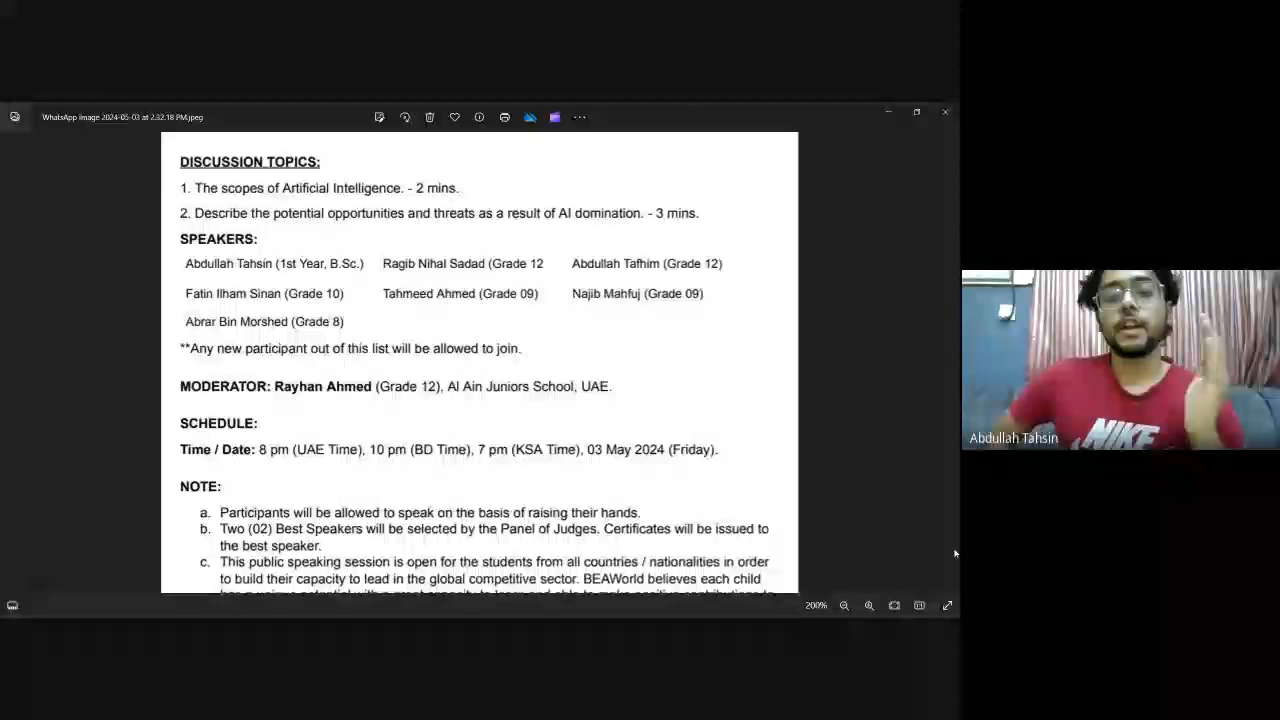 WhatsApp Image 2024-05-03 at 2.32.18 PM.jpeg
DISCUSSION TOPICS:
1. The scopes of Artificial Intelligence. - 2 mins.
2. Describe the potential opportunities and threats as a result of AI domination. - 3 mins.
SPEAKERS:
Abdullah Tahsin (1st Year, B.Sc.) Ragib Nihal Sadad (Grade 12 Abdullah Tafhim (Grade 12)
Fatin Ilham Sinan (Grade 10) Tahmeed Ahmed (Grade 09) Najib Mahfuj (Grade 09)
Abrar Bin Morshed (Grade 8)
**Any new participant out of this list will be allowed to join.
MODERATOR: Rayhan Ahmed (Grade 12), Al Ain Juniors School, UAE.
SCHEDULE:
Time / Date: 8 pm (UAE Time), 10 pm (BD Time), 7 pm (KSA Time), 03 May 2024 (Friday).
NOTE:
a. Participants will be allowed to speak on the basis of raising their hands.
b. Two (02) Best Speakers will be selected by the Panel of Judges. Certificates will be issued to
the best speaker.
c. This public speaking session is open for the students from all countries / nationalities in order
to build their capacity to lead in the global competitive sector. BEAWorld believes each child
200%
NIKE
Abdullah Tahsin